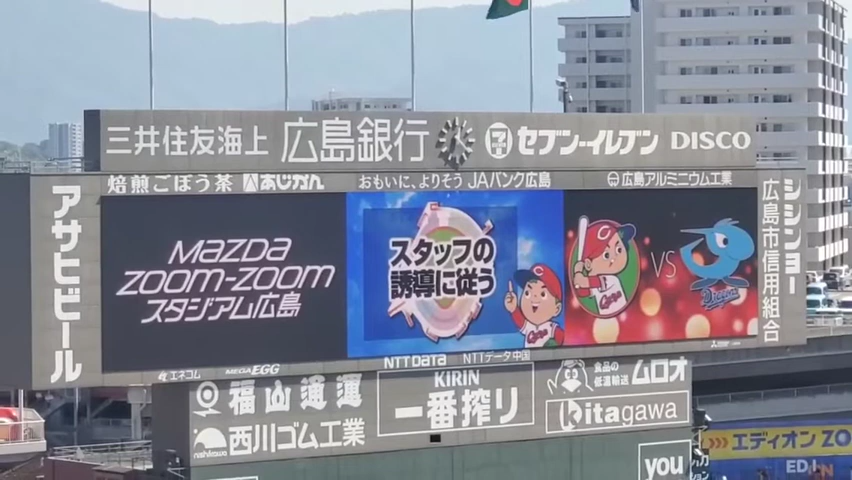 三井住友海上 広島銀行 7 ELEVEN セブン‐イレブン DISCO
焙煎ごぼう茶 あじかん おもいに、よりそう JAバンク広島 広島アルミニウム工業
アサヒビール
MAZDA
ZOOM-ZOOM
スタジアム広島
スタッフの
誘導に従う
VS
Dragons
シシンヨー
広島市信用組合
エネコム MEGA EGG NTT DATA NTTデータ中国
福山通運
KIRIN
一番搾り
食品の
低温輸送 ムロオ
西川ゴム工業
Kitagawa
you
エディオン ZO
EDI